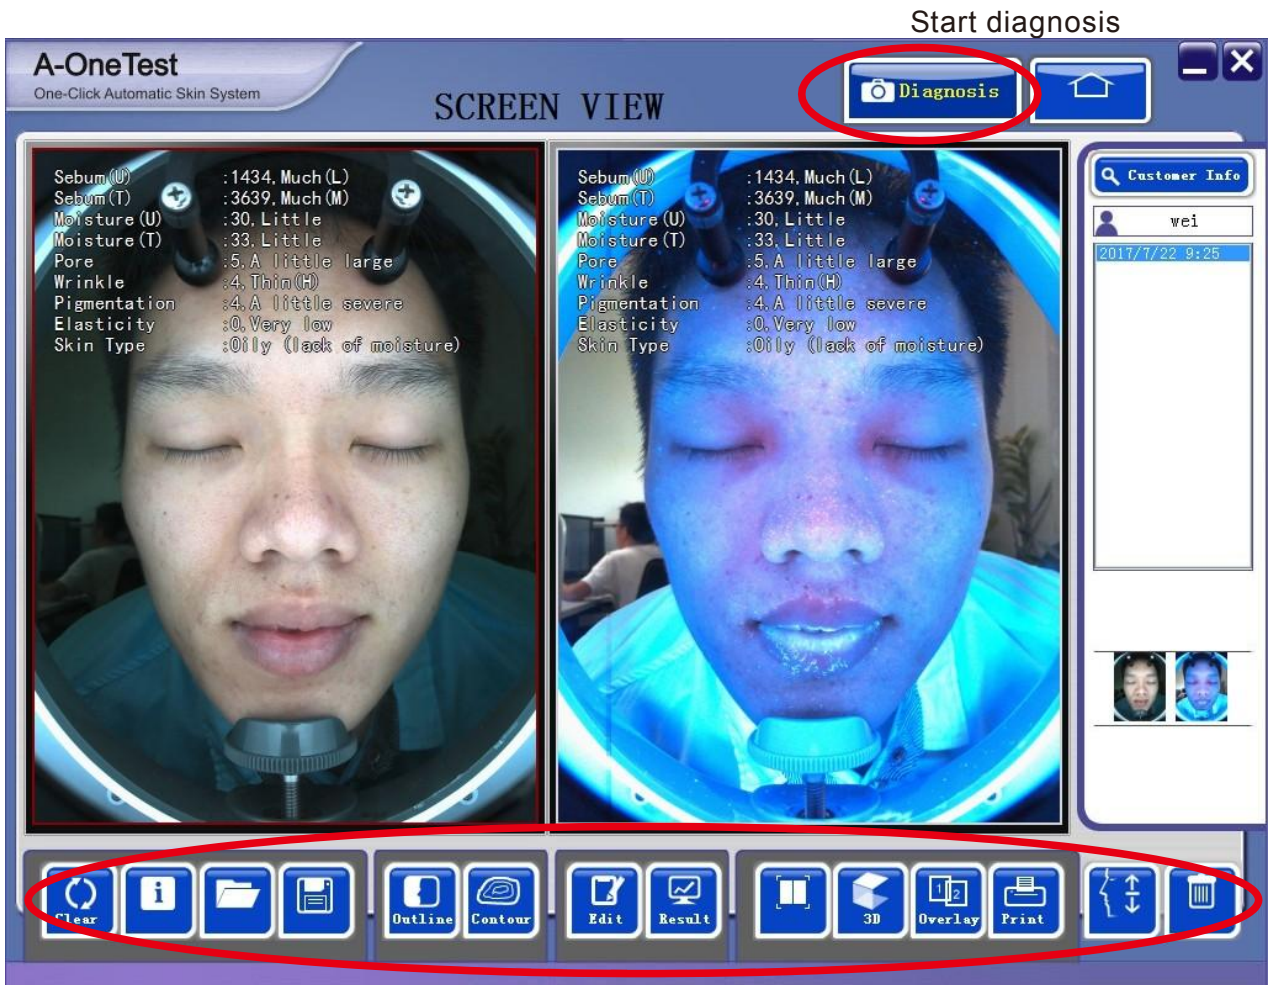 Start diagnosis
A-OneTest
One-Click Automatic Skin System
SCREEN VIEW
Diagnosis
Sebum(U) :1434,Much(L)
Sebum(T) :3639,Much(M)
Moisture(U) :30,Little
Moisture(T) :33,Little
Pore :5,A little large
Wrinkle :4,Thin(H)
Pigmentation :4,A little severe
Elasticity :0,Very low
Skin Type :Oily (lack of moisture)
Sebum(U) :1434,Much(L)
Sebum(T) :3639,Much(M)
Moisture(U) :30,Little
Moisture(T) :33,Little
Pore :5,A little large
Wrinkle :4,Thin(H)
Pigmentation :4,A little severe
Elasticity :0,Very low
Skin Type :Oily (lack of moisture)
Customer Info
wei
2017/7/22 9:25
Clear
i
Outline
Contour
Edit
Result
3D
1 2
Overlay
Print